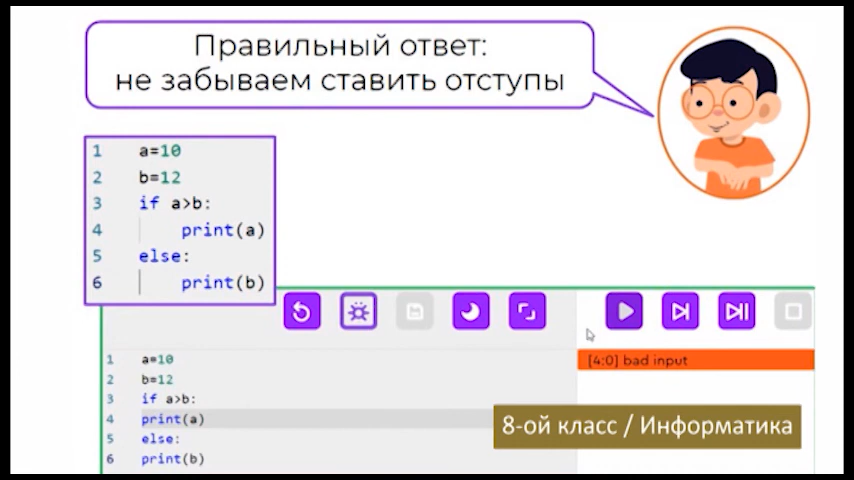 Правильный ответ:
не забываем ставить отступы
1 a=10
2 b=12
3 if a>b:
4 print(a)
5 else:
6 print(b)
1 a=10
2 b=12
3 if a>b:
4 print(a)
5 else:
6 print(b)
[4:0] bad input
8-ой класс / Информатика